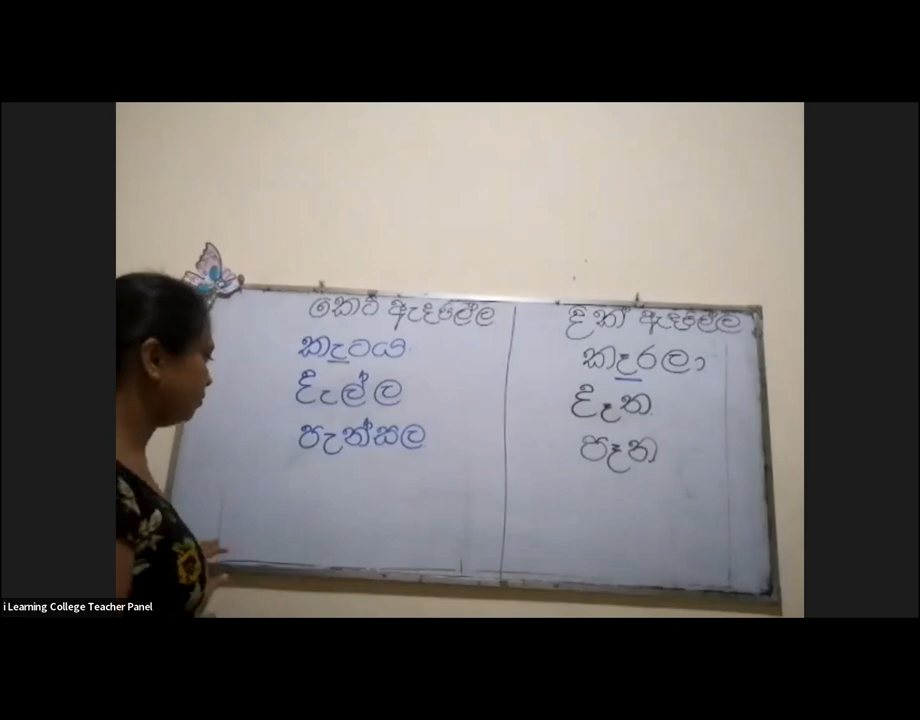 කෙටි ඇදපිල්ල
කැටය
දැල්ල
පැන්සල
දික් ඇදපිල්ල
කෑරලා
දෑත
පෑන
i Learning College Teacher Panel